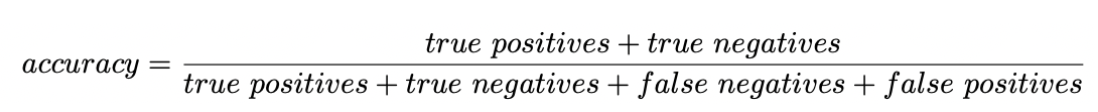 accuracy = true positives + true negatives / true positives + true negatives + false negatives + false positives